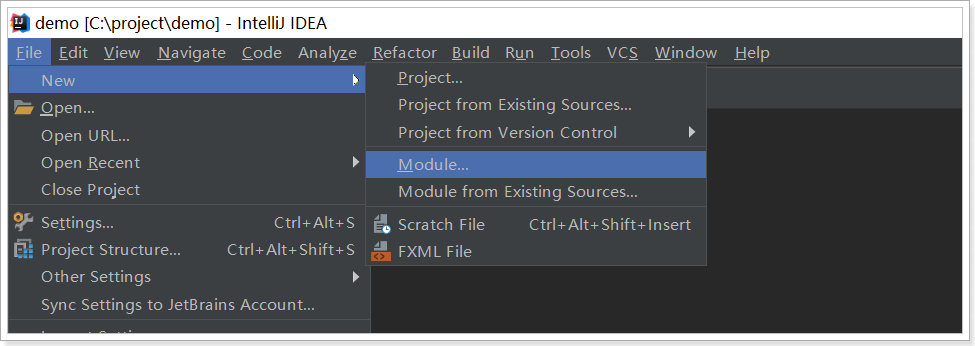 demo [C:\project\demo] - IntelliJ IDEA
File Edit View Navigate Code Analyze Refactor Build Run Tools VCS Window Help
New
Open...
Open URL...
Open Recent
Close Project
Settings... Ctrl+Alt+S
Project Structure... Ctrl+Alt+Shift+S
Other Settings
Sync Settings to JetBrains Account...
Project...
Project from Existing Sources...
Project from Version Control
Module...
Module from Existing Sources...
Scratch File Ctrl+Alt+Shift+Insert
FXML File